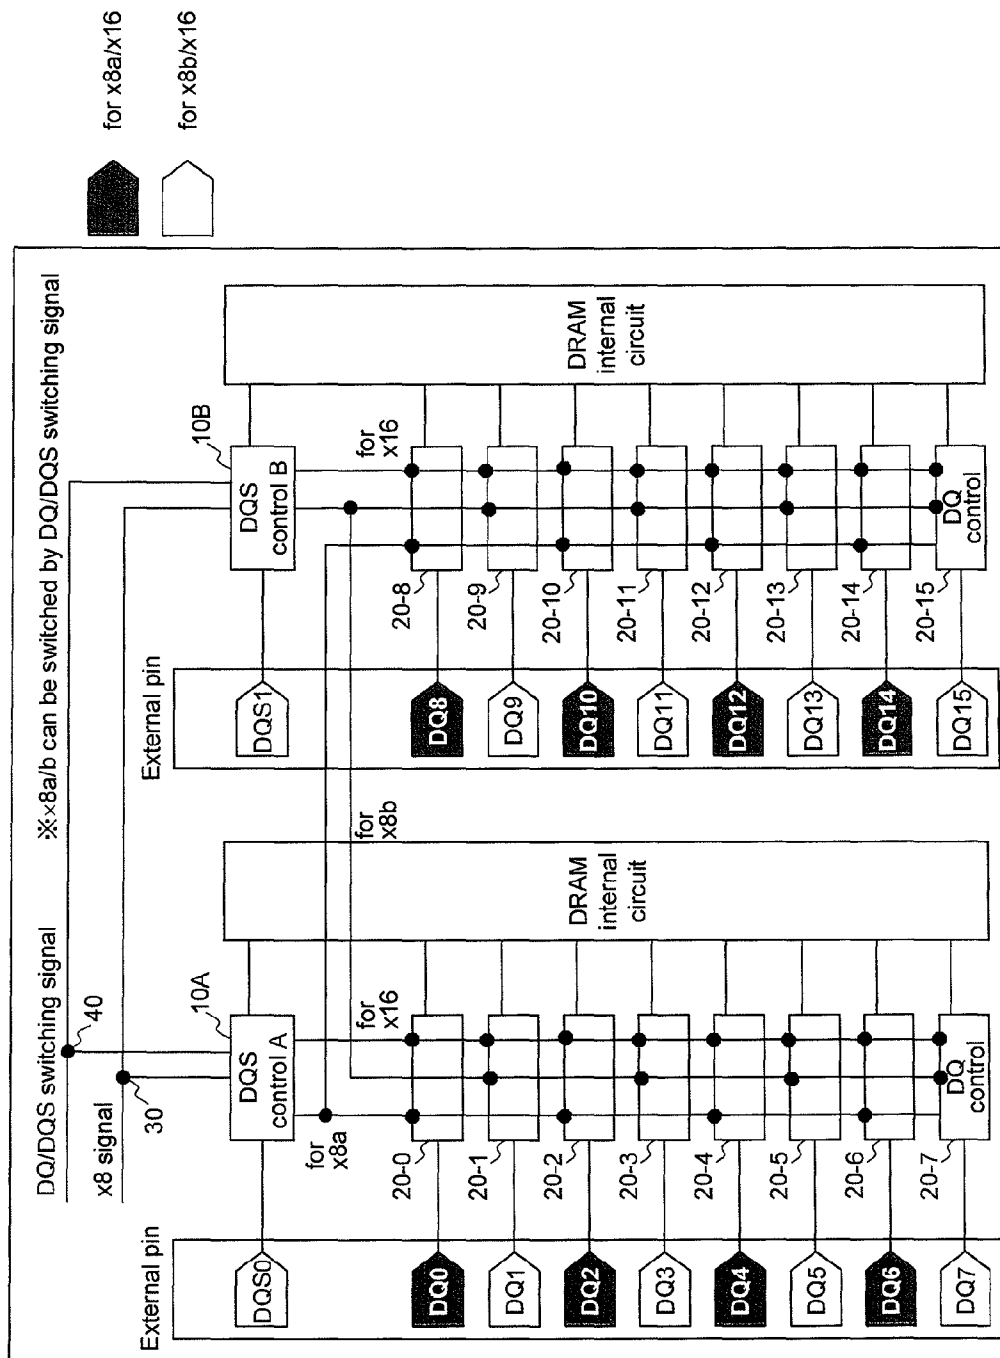 for x8a/x16
for x8b/x16
DQ/DQS switching signal
※x8a/b can be switched by DQ/DQS switching signal
x8 signal
40
30
External pin
10A
DQS
control A
DQS0
for
x8a
for
x16
for
x8b
DRAM
internal
circuit
DQ0
DQ1
DQ2
DQ3
DQ4
DQ5
DQ6
DQ7
20-0
20-1
20-2
20-3
20-4
20-5
20-6
20-7
DQ
control
External pin
10B
DQS
control B
DQS1
for
x16
DRAM
internal
circuit
DQ8
DQ9
DQ10
DQ11
DQ12
DQ13
DQ14
DQ15
20-8
20-9
20-10
20-11
20-12
20-13
20-14
20-15
DQ
control